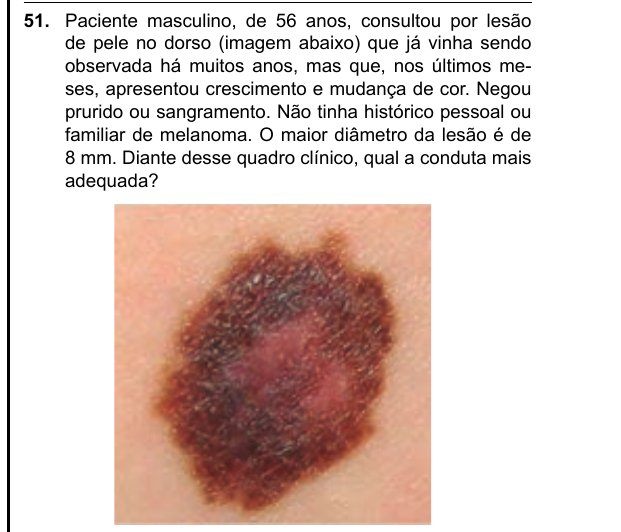 51. Paciente masculino, de 56 anos, consultou por lesão
de pele no dorso (imagem abaixo) que já vinha sendo
observada há muitos anos, mas que, nos últimos me-
ses, apresentou crescimento e mudança de cor. Negou
prurido ou sangramento. Não tinha histórico pessoal ou
familiar de melanoma. O maior diâmetro da lesão é de
8 mm. Diante desse quadro clínico, qual a conduta mais
adequada?